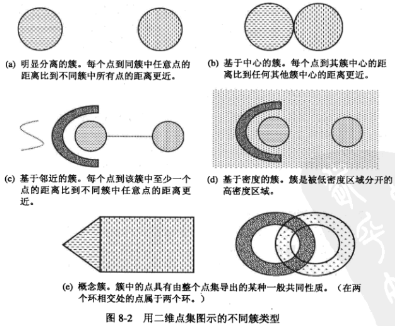 (a) 明显分离的簇。每个点到同簇中任意点的
距离比到不同簇中所有点的距离更近。
(b) 基于中心的簇。每个点到其簇中心的距
离比到任何其他簇中心的距离更近。
(c) 基于邻近的簇。每个点到该簇中至少一个
点的距离比到不同簇中任意点的距离更
近。
(d) 基于密度的簇。簇是被低密度区域分开的
高密度区域。
(e) 概念簇。簇中的点具有由整个点集导出的某种一般共同性质。（在两
个环相交处的点属于两个环。）
图 8-2 用二维点集图示的不同簇类型